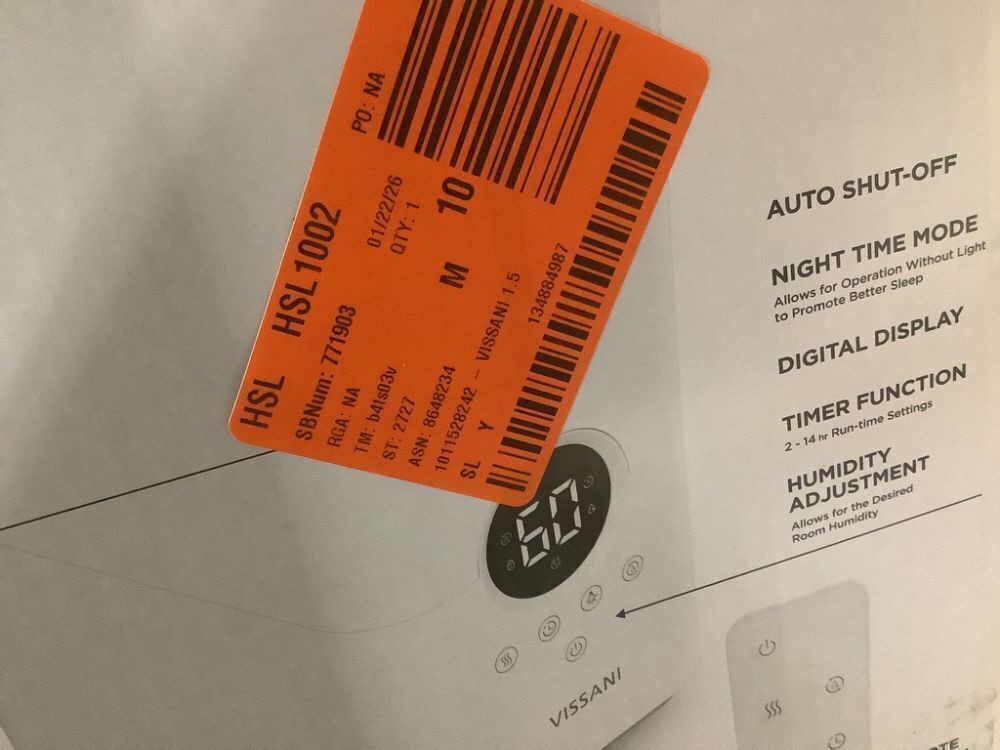 HSL HSL1002
PO: NA
SBNum: 771903
01/22/26
RGA: NA
QTY: 1
TM: b4ts03v
ST: 2727
M 10
ASN: 8648234
1011528242 - VISSANI 1.5
SL Y
134884987
60
VISSANI
AUTO SHUT-OFF
NIGHT TIME MODE
Allows for Operation Without Light
to Promote Better Sleep
DIGITAL DISPLAY
TIMER FUNCTION
2 - 14 hr Run-time Settings
HUMIDITY
ADJUSTMENT
Allows for the Desired
Room Humidity